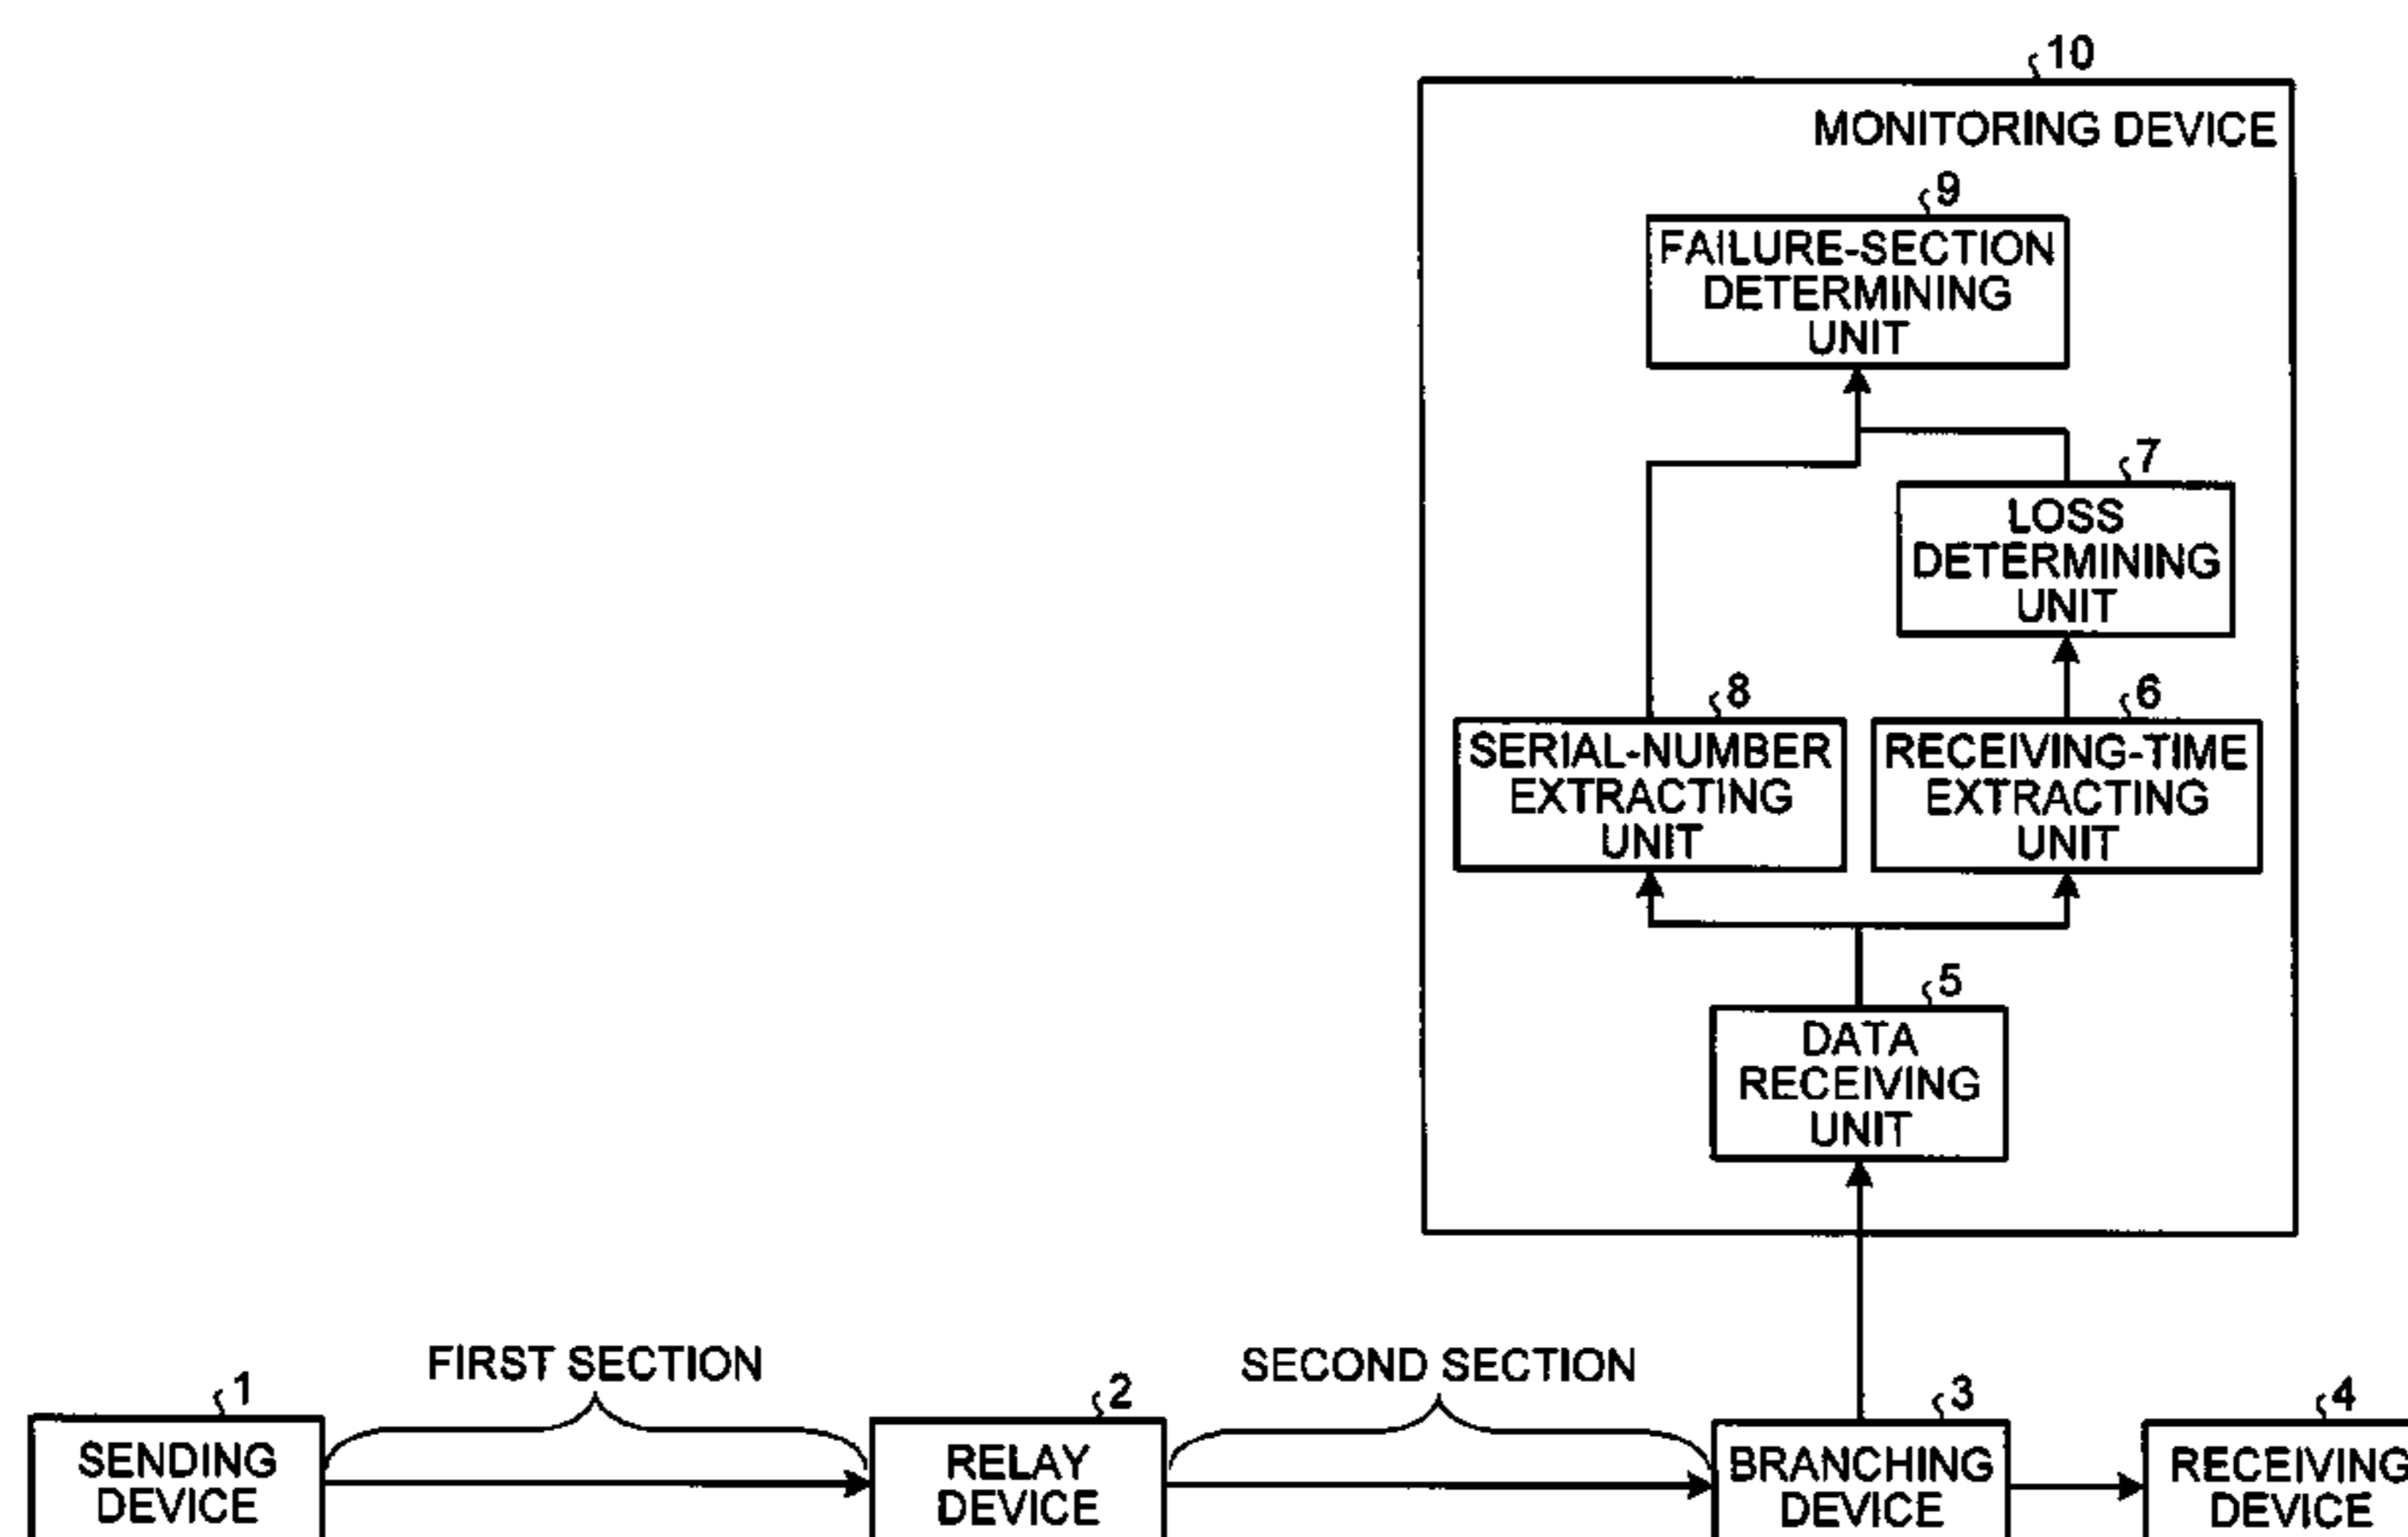 10
MONITORING DEVICE
9
FAILURE-SECTION
DETERMINING
UNIT
7
LOSS
DETERMINING
UNIT
8
SERIAL-NUMBER
EXTRACTING
UNIT
6
RECEIVING-TIME
EXTRACTING
UNIT
5
DATA
RECEIVING
UNIT
FIRST SECTION
SECOND SECTION
1
SENDING
DEVICE
2
RELAY
DEVICE
3
BRANCHING
DEVICE
4
RECEIVING
DEVICE